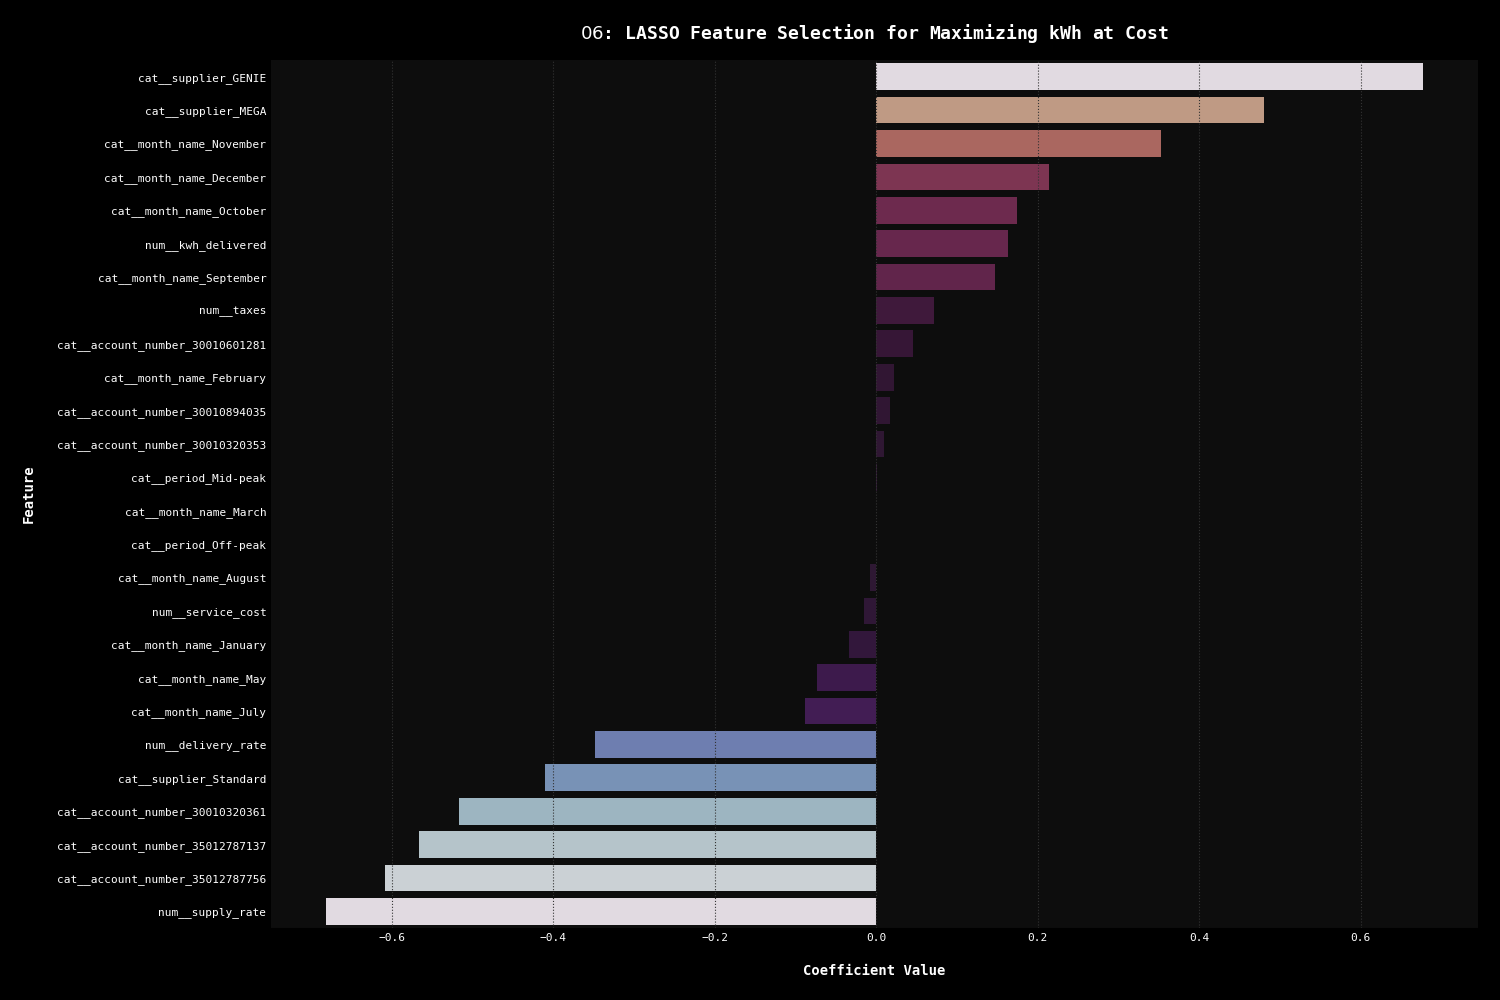 06: LASSO Feature Selection for Maximizing kWh at Cost
cat__supplier_GENIE
cat__supplier_MEGA
cat__month_name_November
cat__month_name_December
cat__month_name_October
num__kwh_delivered
cat__month_name_September
num__taxes
cat__account_number_30010601281
cat__month_name_February
cat__account_number_30010894035
cat__account_number_30010320353
cat__period_Mid-peak
cat__month_name_March
cat__period_Off-peak
cat__month_name_August
num__service_cost
cat__month_name_January
cat__month_name_May
cat__month_name_July
num__delivery_rate
cat__supplier_Standard
cat__account_number_30010320361
cat__account_number_35012787137
cat__account_number_35012787756
num__supply_rate
Feature
−0.6 −0.4 −0.2 0.0 0.2 0.4 0.6
Coefficient Value